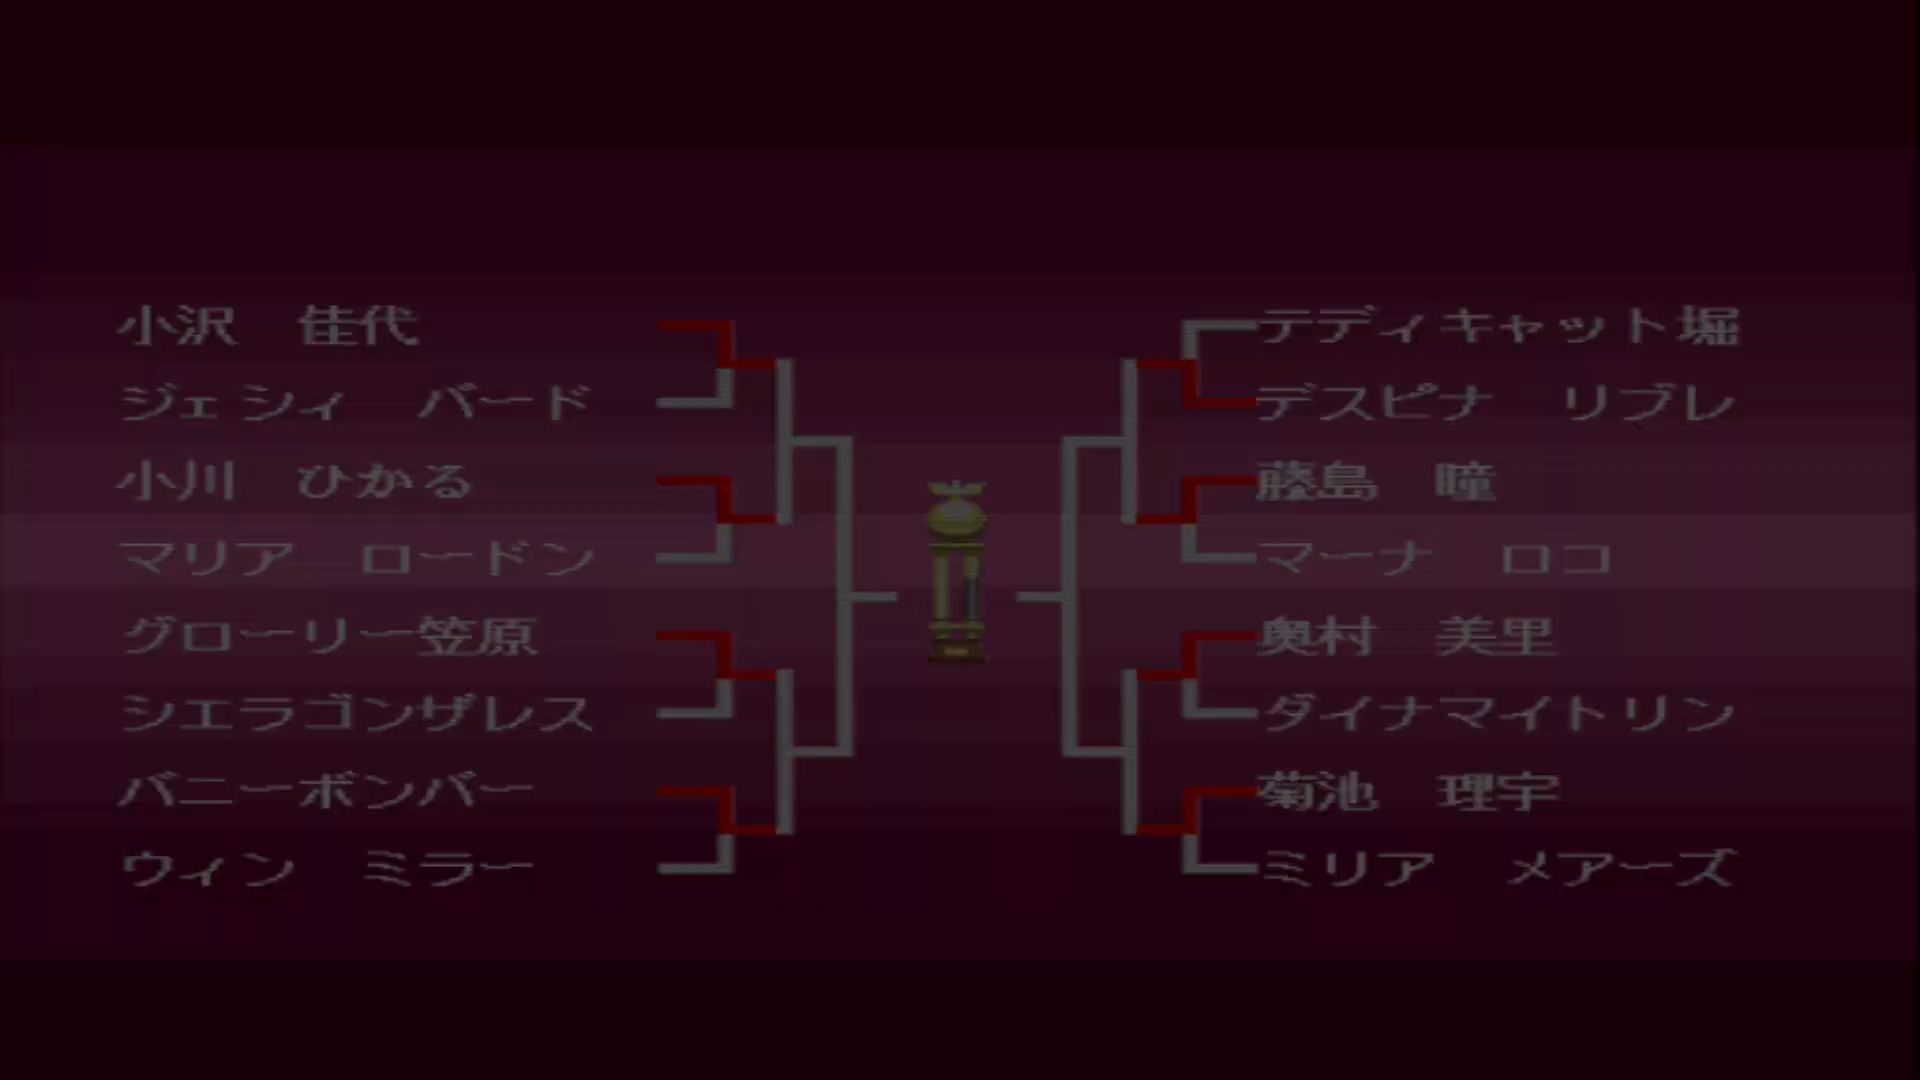 小沢　佳代
ジェシィ　バード
小川　ひかる
マリア　ロードン
グローリー笠原
シエラゴンザレス
バニーボンバー
ウィン　ミラー
テディキャット堀
デスピナ　リブレ
藤島　瞳
マーナ　ロコ
奥村　美里
ダイナマイトリン
菊池　理宇
ミリア　メアーズ